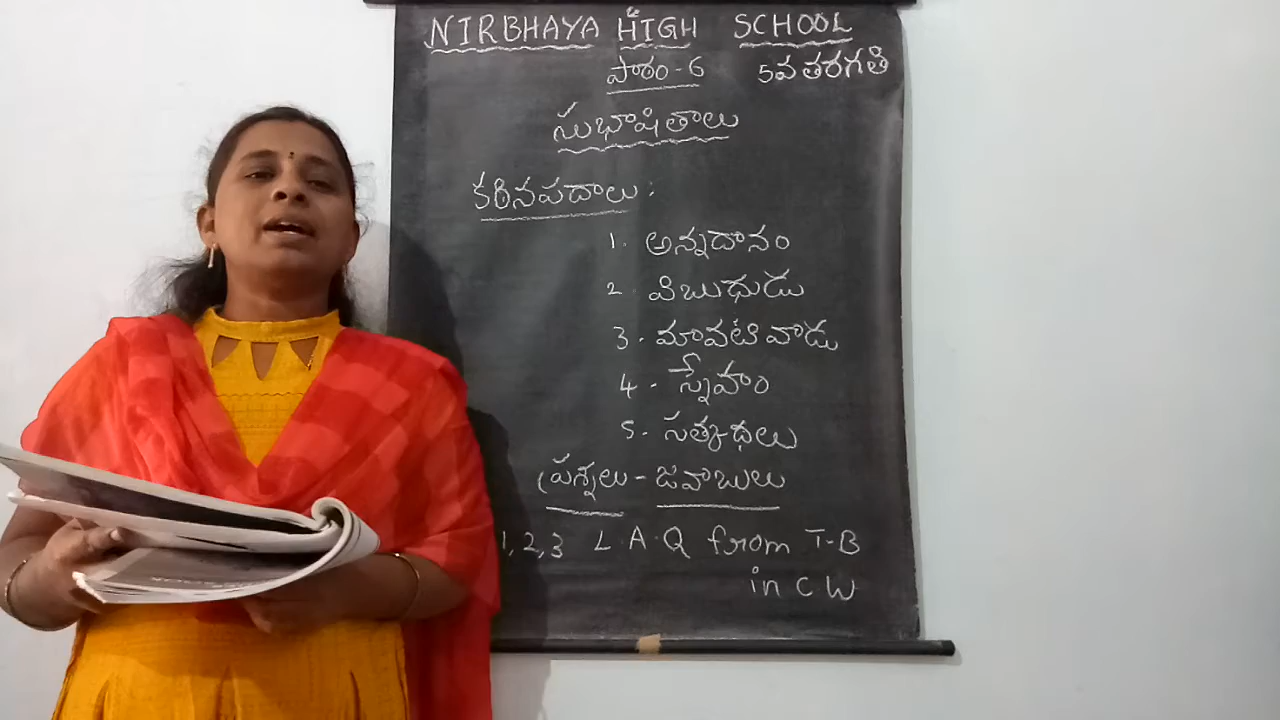 NIRBHAYA HIGH SCHOOL
పాఠం - 6 5వ తరగతి
సుభాషితాలు
కఠినపదాలు :
1. అన్నదానం
2. విబుధుడు
3. మావటివాడు
4. స్నేహం
5. సత్కథలు
ప్రశ్నలు - జవాబులు
1, 2, 3 L.A.Q from T-B
in C W